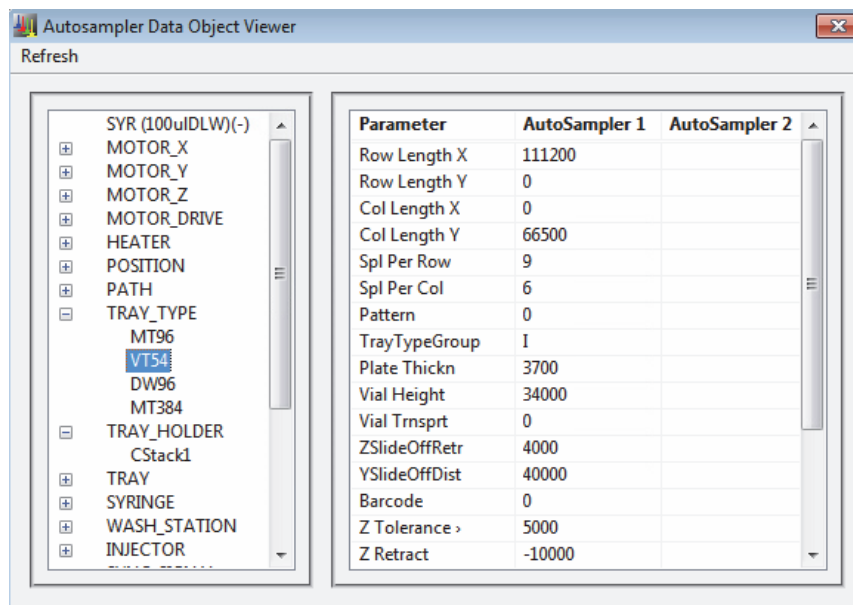 Autosampler Data Object Viewer
Refresh
SYR (100ulDLW)(-)
MOTOR_X
MOTOR_Y
MOTOR_Z
MOTOR_DRIVE
HEATER
POSITION
PATH
TRAY_TYPE
MT96
VT54
DW96
MT384
TRAY_HOLDER
CStack1
TRAY
SYRINGE
WASH_STATION
INJECTOR
Parameter AutoSampler 1 AutoSampler 2
Row Length X 111200
Row Length Y 0
Col Length X 0
Col Length Y 66500
Spl Per Row 9
Spl Per Col 6
Pattern 0
TrayTypeGroup I
Plate Thickn 3700
Vial Height 34000
Vial Trnsprt 0
ZSlideOffRetr 4000
YSlideOffDist 40000
Barcode 0
Z Tolerance › 5000
Z Retract -10000